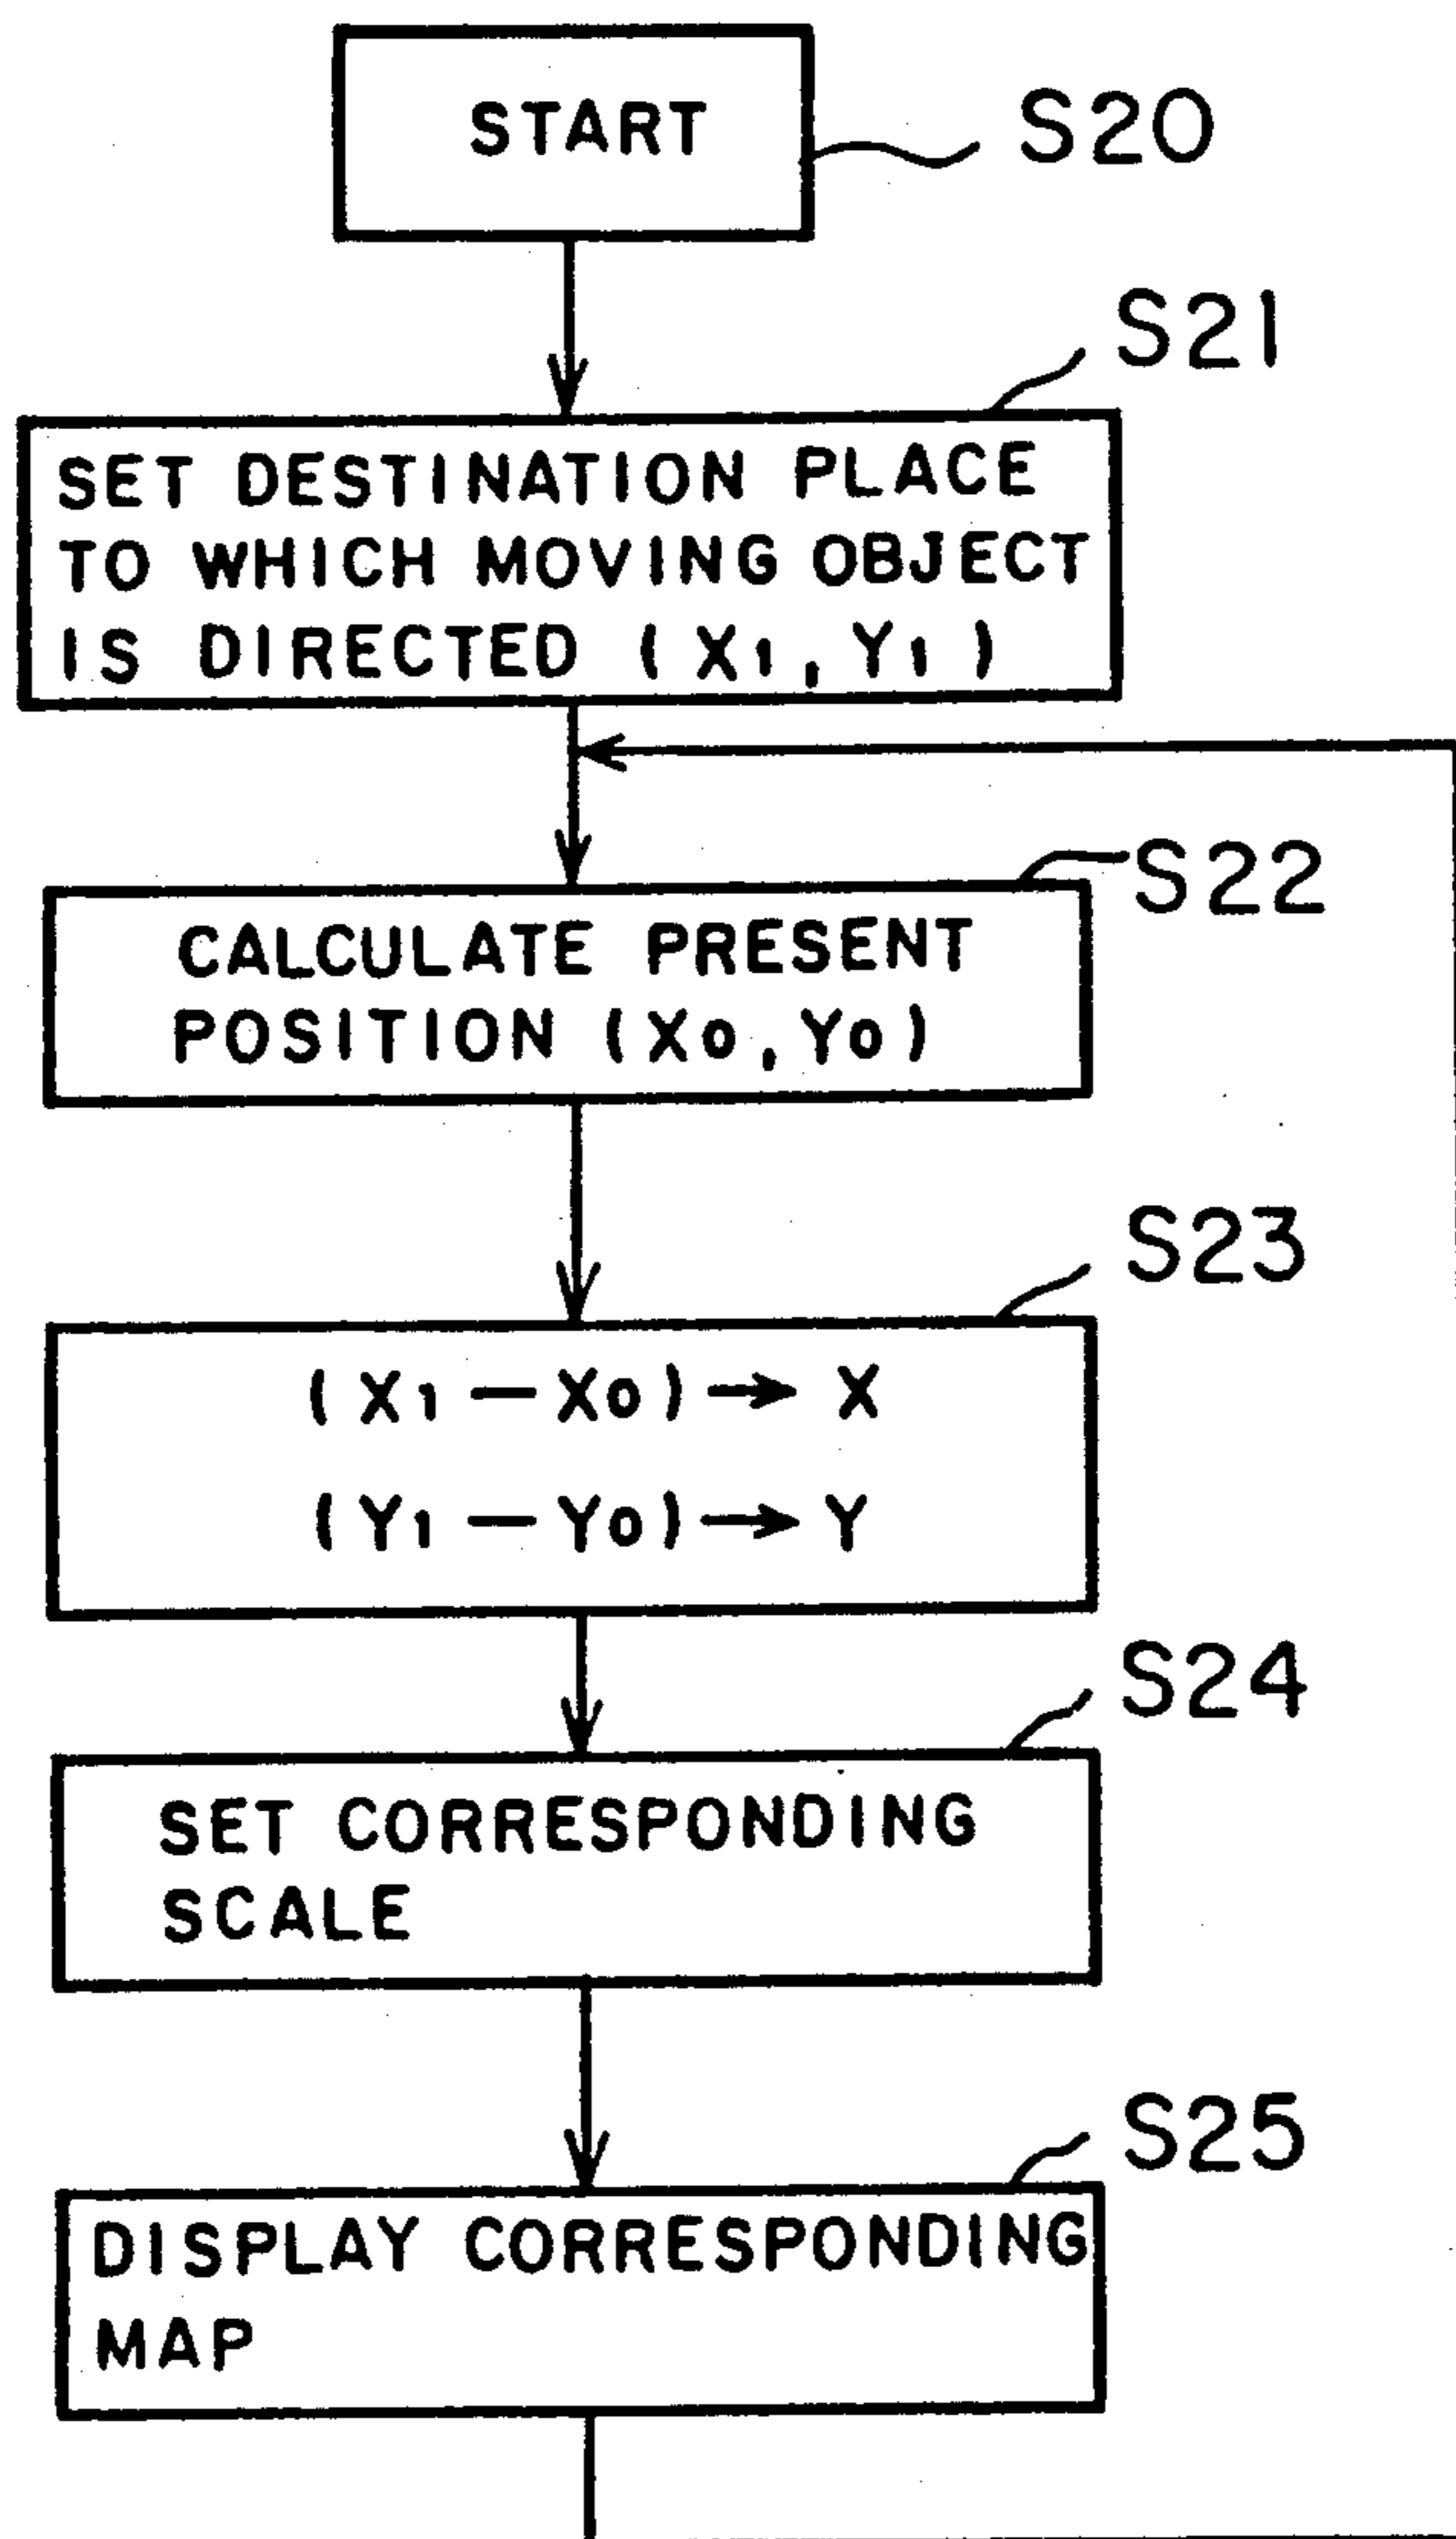 START
S20
S21
SET DESTINATION PLACE
TO WHICH MOVING OBJECT
IS DIRECTED (X1, Y1)
S22
CALCULATE PRESENT
POSITION (X0, Y0)
S23
(X1 — X0) → X
(Y1 — Y0) → Y
S24
SET CORRESPONDING
SCALE
S25
DISPLAY CORRESPONDING
MAP